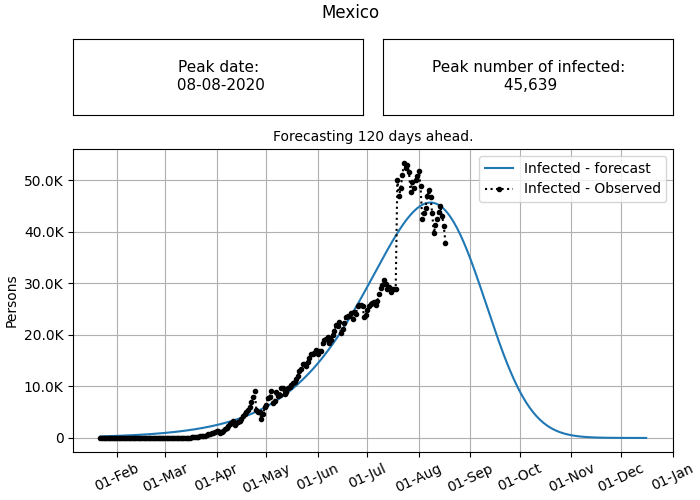 Mexico
Peak date:
08-08-2020
Peak number of infected:
45,639
Forecasting 120 days ahead.
Infected - forecast
Infected - Observed
Persons
50.0K
40.0K
30.0K
20.0K
10.0K
0
01-Feb
01-Mar
01-Apr
01-May
01-Jun
01-Jul
01-Aug
01-Sep
01-Oct
01-Nov
01-Dec
01-Jan